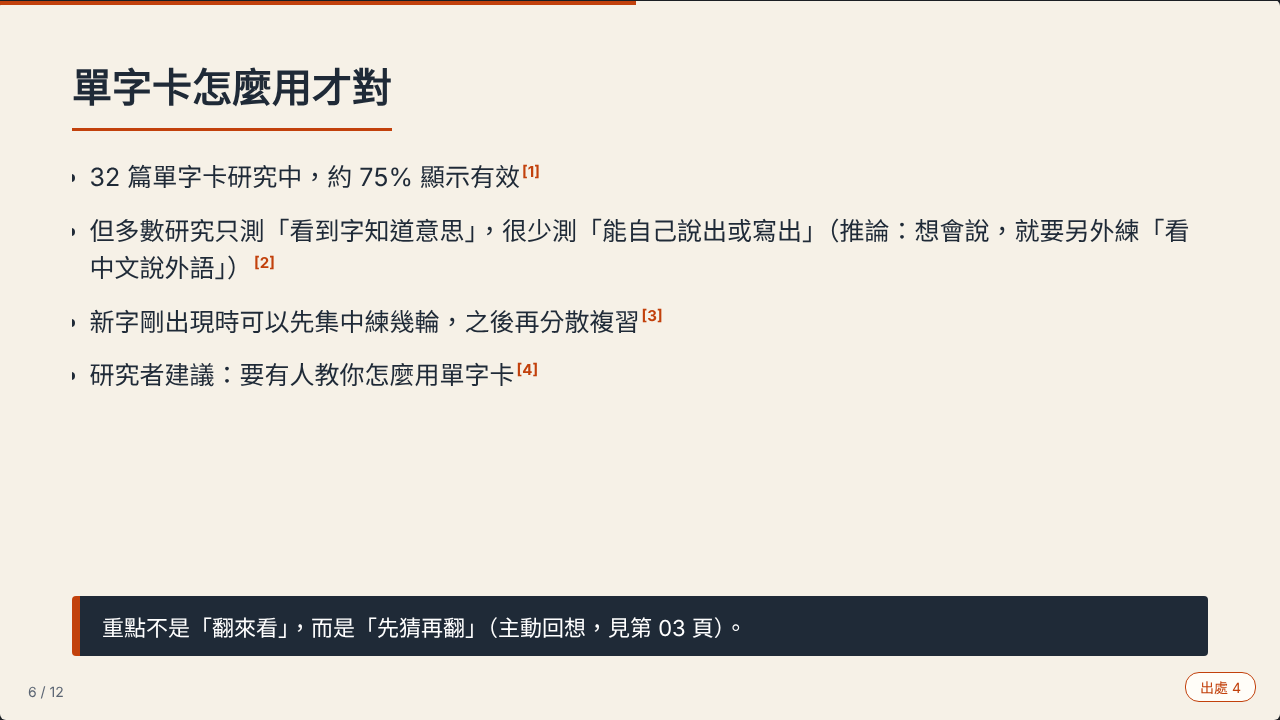 單字卡怎麼用才對
32 篇單字卡研究中，約 75% 顯示有效[1]
但多數研究只測「看到字知道意思」，很少測「能自己說出或寫出」（推論：想會說，就要另外練「看
中文說外語」）[2]
新字剛出現時可以先集中練幾輪，之後再分散複習[3]
研究者建議：要有人教你怎麼用單字卡[4]
重點不是「翻來看」，而是「先猜再翻」（主動回想，見第 03 頁）。
6 / 12
出處 4